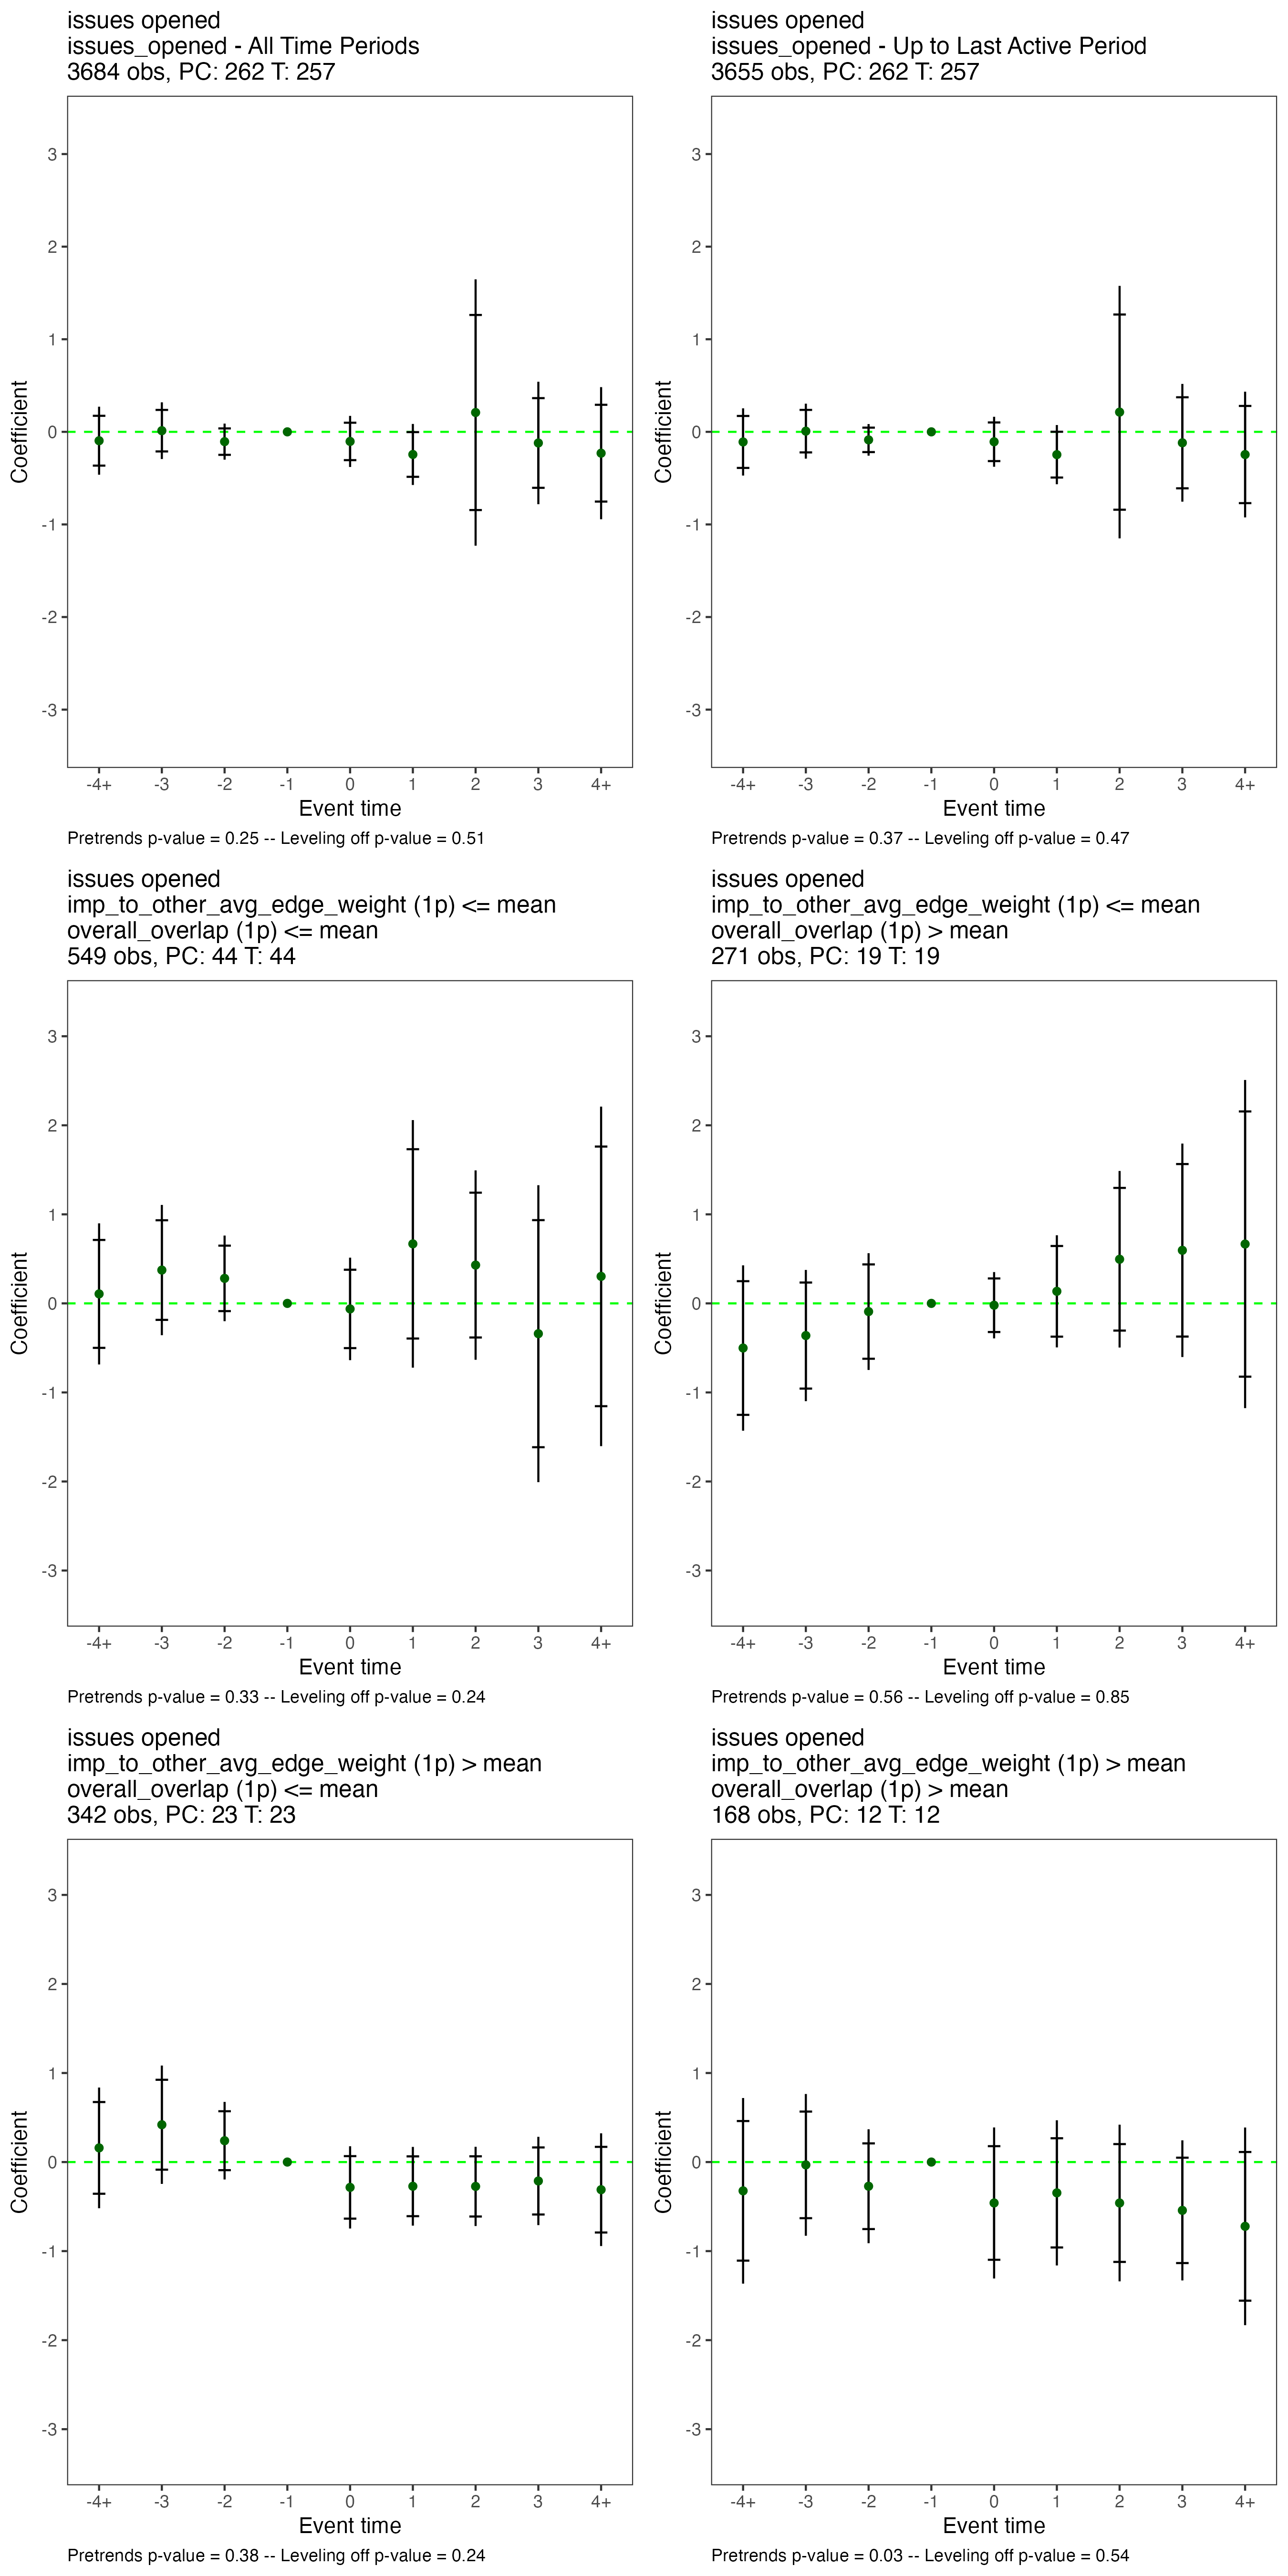 issues opened
issues_opened - All Time Periods
3684 obs, PC: 262 T: 257
3
2
1
0
-1
-2
-3
Coefficient
-4+ -3 -2 -1 0 1 2 3 4+
Event time
Pretrends p-value = 0.25 -- Leveling off p-value = 0.51
issues opened
issues_opened - Up to Last Active Period
3655 obs, PC: 262 T: 257
3
2
1
0
-1
-2
-3
Coefficient
-4+ -3 -2 -1 0 1 2 3 4+
Event time
Pretrends p-value = 0.37 -- Leveling off p-value = 0.47
issues opened
imp_to_other_avg_edge_weight (1p) <= mean
overall_overlap (1p) <= mean
549 obs, PC: 44 T: 44
3
2
1
0
-1
-2
-3
Coefficient
-4+ -3 -2 -1 0 1 2 3 4+
Event time
Pretrends p-value = 0.33 -- Leveling off p-value = 0.24
issues opened
imp_to_other_avg_edge_weight (1p) <= mean
overall_overlap (1p) > mean
271 obs, PC: 19 T: 19
3
2
1
0
-1
-2
-3
Coefficient
-4+ -3 -2 -1 0 1 2 3 4+
Event time
Pretrends p-value = 0.56 -- Leveling off p-value = 0.85
issues opened
imp_to_other_avg_edge_weight (1p) > mean
overall_overlap (1p) <= mean
342 obs, PC: 23 T: 23
3
2
1
0
-1
-2
-3
Coefficient
-4+ -3 -2 -1 0 1 2 3 4+
Event time
Pretrends p-value = 0.38 -- Leveling off p-value = 0.24
issues opened
imp_to_other_avg_edge_weight (1p) > mean
overall_overlap (1p) > mean
168 obs, PC: 12 T: 12
3
2
1
0
-1
-2
-3
Coefficient
-4+ -3 -2 -1 0 1 2 3 4+
Event time
Pretrends p-value = 0.03 -- Leveling off p-value = 0.54